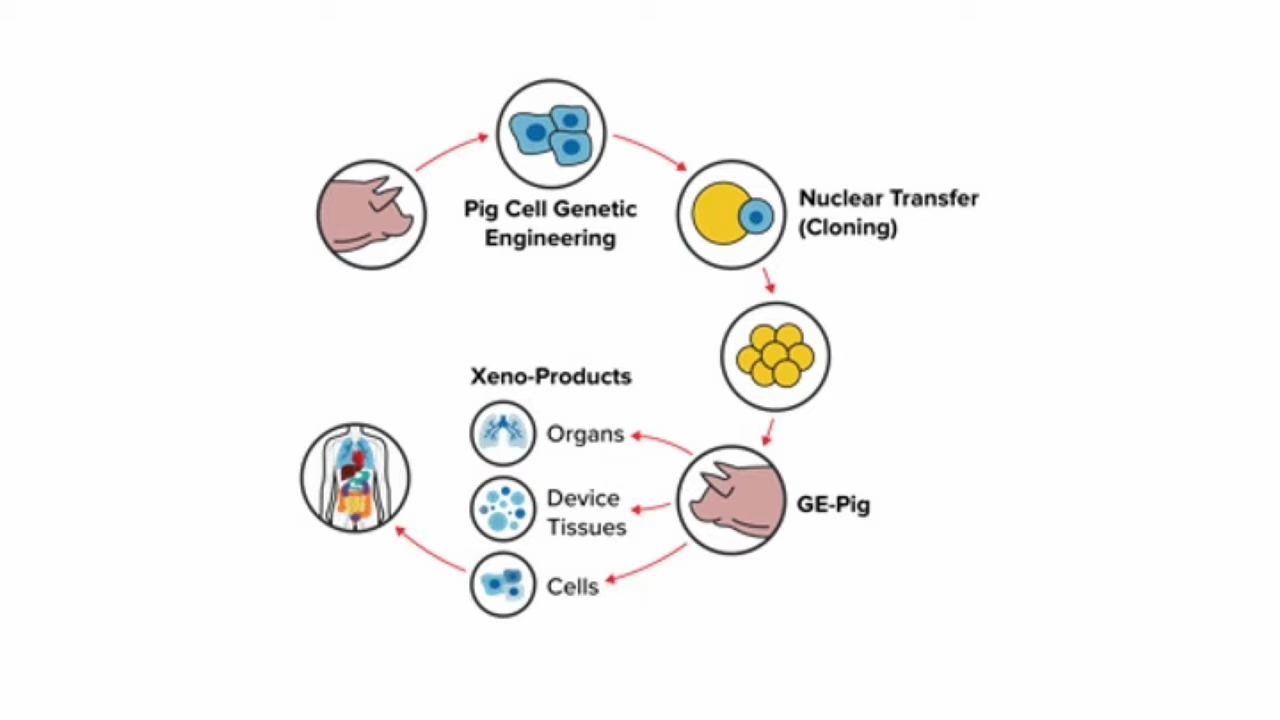 Pig Cell Genetic
Engineering
Nuclear Transfer
(Cloning)
Xeno-Products
Organs
Device
Tissues
GE-Pig
Cells